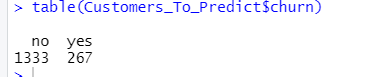 > table(Customers_To_Predict$churn)
no yes
1333 267
>